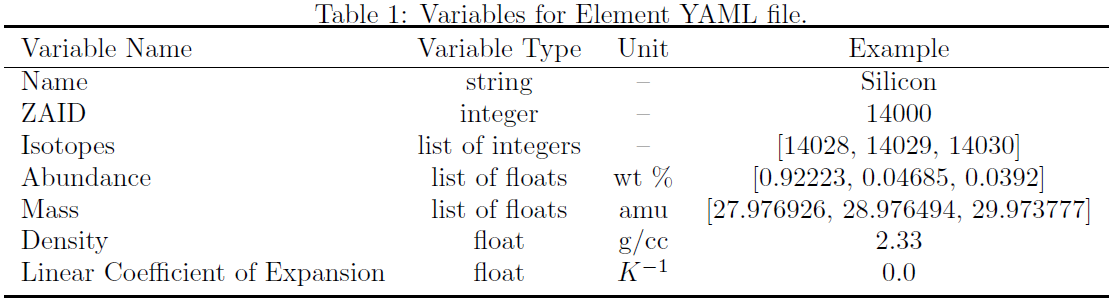 Table 1: Variables for Element YAML file.
Variable Name Variable Type Unit Example
Name string – Silicon
ZAID integer – 14000
Isotopes list of integers – [14028, 14029, 14030]
Abundance list of floats wt % [0.92223, 0.04685, 0.0392]
Mass list of floats amu [27.976926, 28.976494, 29.973777]
Density float g/cc 2.33
Linear Coefficient of Expansion float K⁻¹ 0.0